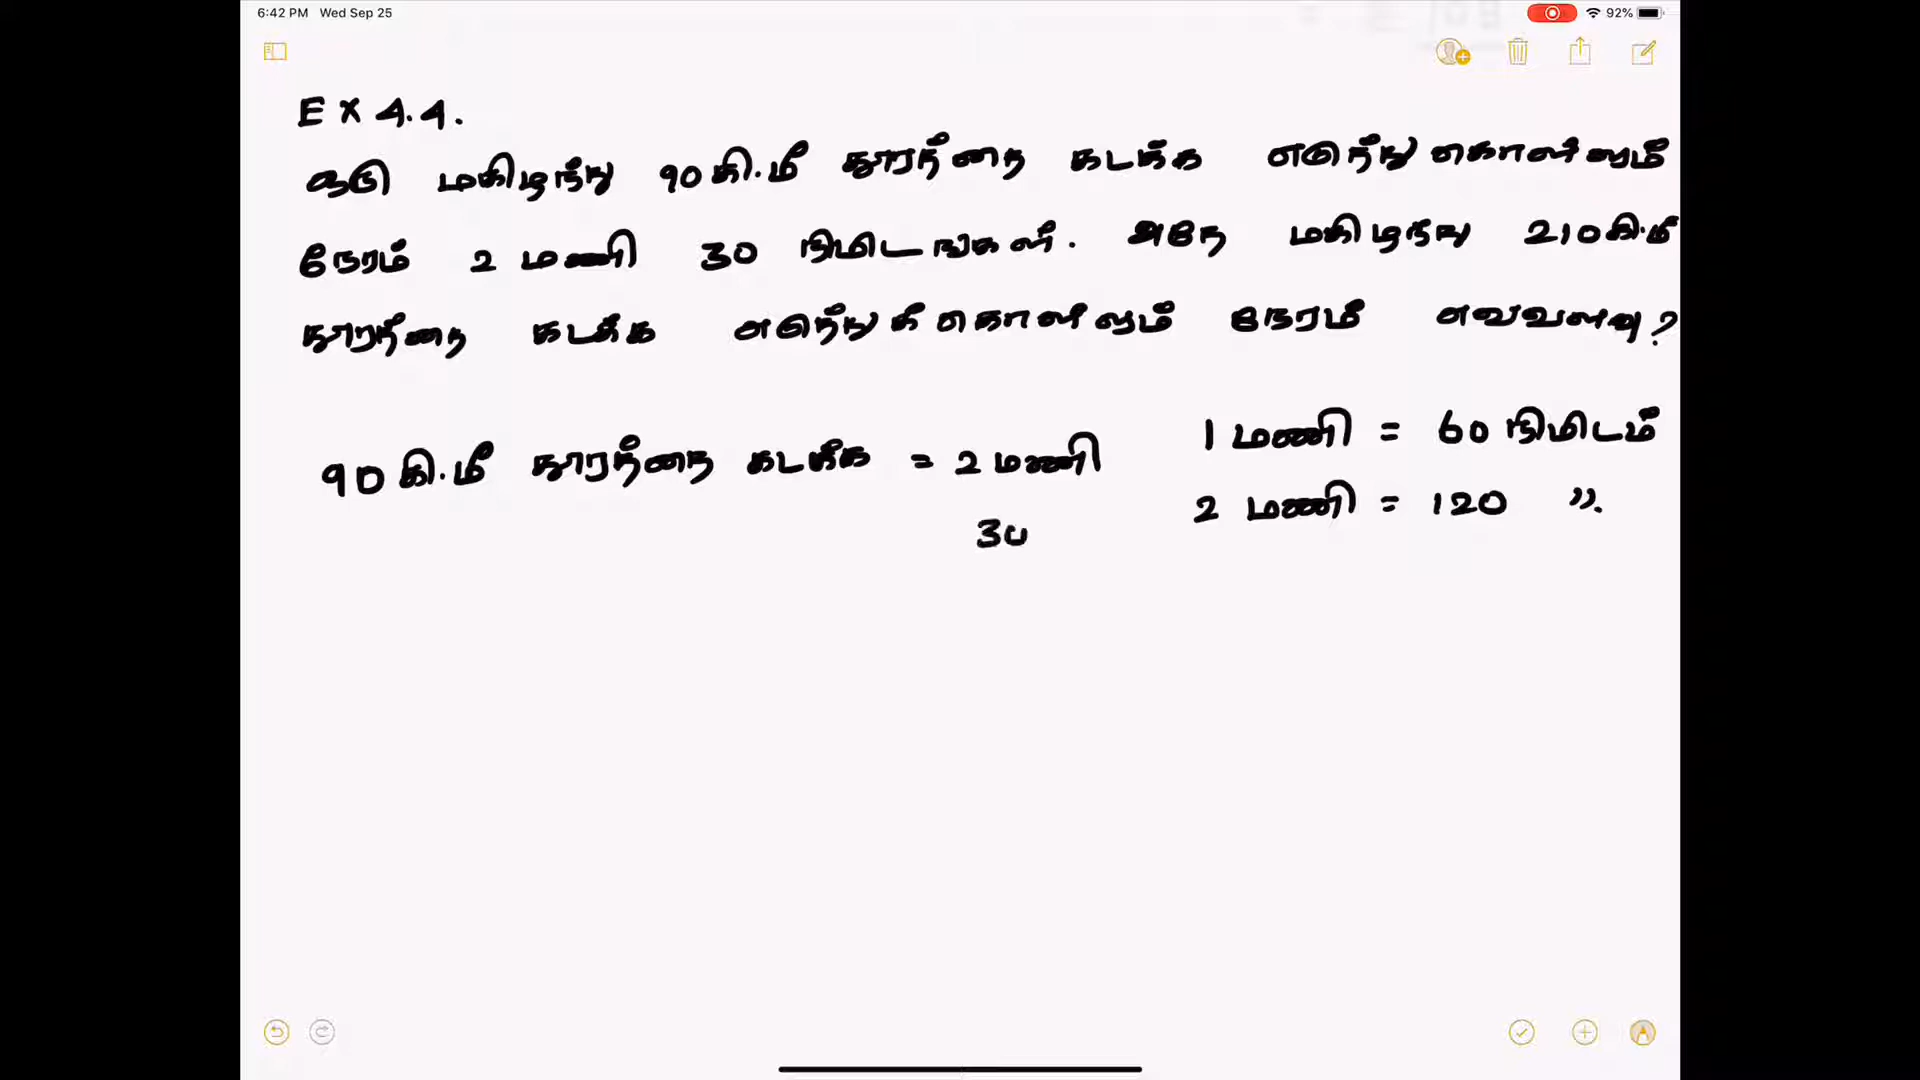 6:42 PM Wed Sep 25
92%
Ex 4.4.
ஒரு மகிழுந்து 90 கி.மீ தூரத்தை கடக்க எடுத்து கொள்ளும்
நேரம் 2 மணி 30 நிமிடங்கள். அதே மகிழுந்து 210 கி.மீ
தூரத்தை கடக்க எடுத்துக் கொள்ளும் நேரம் எவ்வளவு?
90 கி.மீ தூரத்தை கடக்க = 2 மணி
30
1 மணி = 60 நிமிடம்
2 மணி = 120 ".